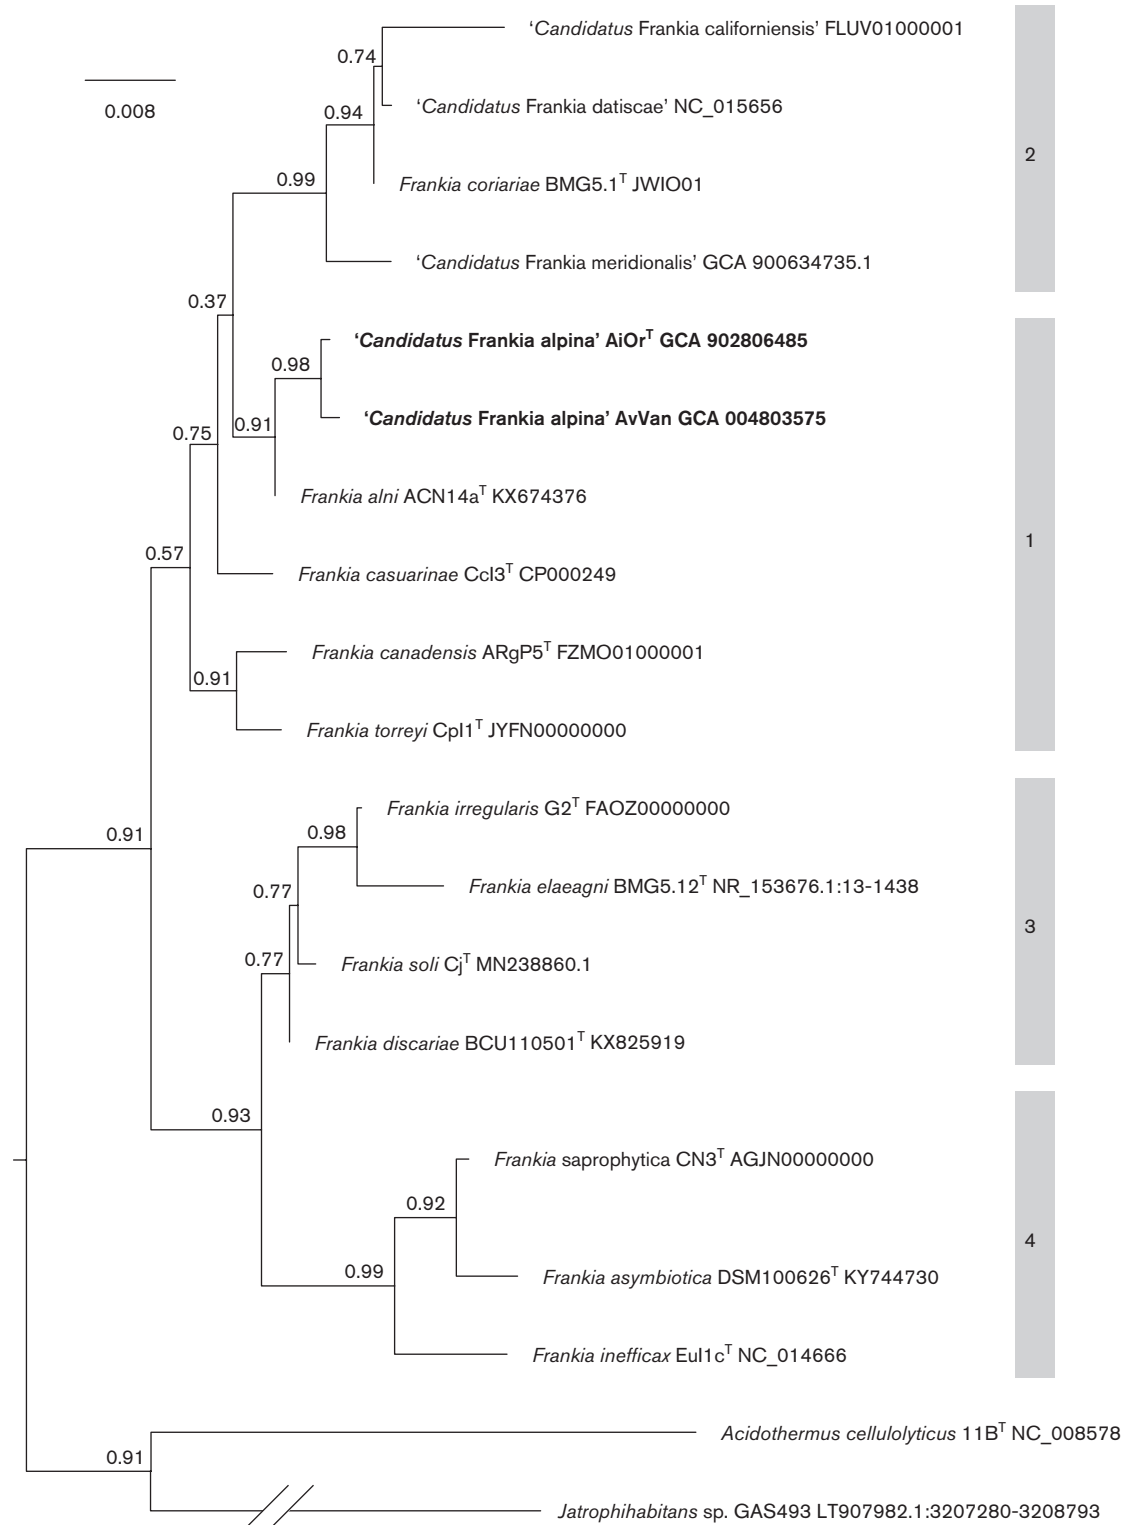 ‘Candidatus Frankia californiensis’ FLUV01000001
0.74
0.008
‘Candidatus Frankia datiscae’ NC_015656
0.94
2
0.99
Frankia coriariae BMG5.1T JWIO01
‘Candidatus Frankia meridionalis’ GCA 900634735.1
0.37
‘Candidatus Frankia alpina’ AiOrT GCA 902806485
0.98
‘Candidatus Frankia alpina’ AvVan GCA 004803575
0.91
0.75
Frankia alni ACN14aT KX674376
1
0.57
Frankia casuarinae CcI3T CP000249
Frankia canadensis ARgP5T FZMO01000001
0.91
Frankia torreyi CpI1T JYFN00000000
Frankia irregularis G2T FAOZ00000000
0.98
0.91
Frankia elaeagni BMG5.12T NR_153676.1:13-1438
0.77
3
0.77
Frankia soli CjT MN238860.1
Frankia discariae BCU110501T KX825919
0.93
Frankia saprophytica CN3T AGJN00000000
0.92
4
0.99
Frankia asymbiotica DSM100626T KY744730
Frankia inefficax EuI1cT NC_014666
Acidothermus cellulolyticus 11BT NC_008578
0.91
Jatrophihabitans sp. GAS493 LT907982.1:3207280-3208793